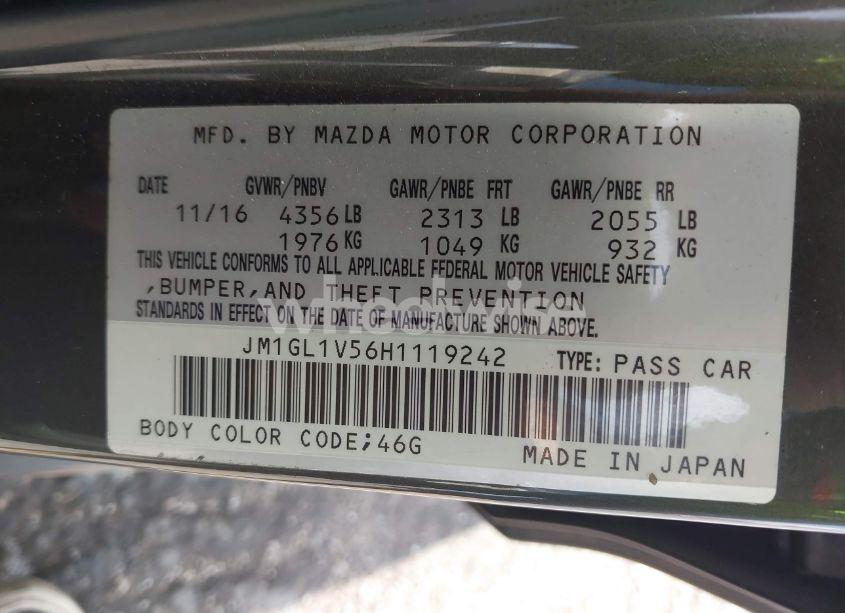 MFD. BY MAZDA MOTOR CORPORATION
DATE GVWR/PNBV GAWR/PNBE FRT GAWR/PNBE RR
11/16 4356 LB 2313 LB 2055 LB
1976 KG 1049 KG 932 KG
THIS VEHICLE CONFORMS TO ALL APPLICABLE FEDERAL MOTOR VEHICLE SAFETY
,BUMPER,AND THEFT PREVENTION
STANDARDS IN EFFECT ON THE DATE OF MANUFACTURE SHOWN ABOVE.
JM1GL1V56H1119242 TYPE: PASS CAR
BODY COLOR CODE;46G
MADE IN JAPAN